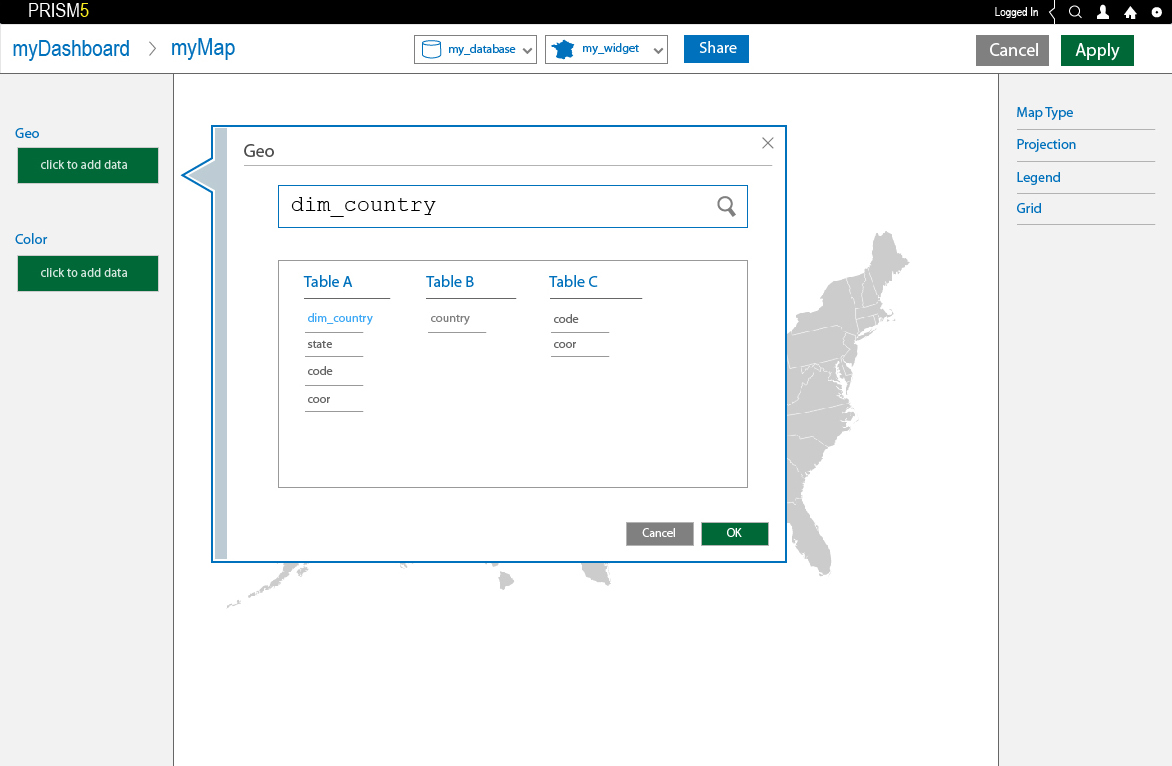 PRISM5
Logged In
myDashboard > myMap
my_database
my_widget
Share
Cancel
Apply
Geo
click to add data
Color
click to add data
Geo
dim_country
Table A
dim_country
state
code
coor
Table B
country
Table C
code
coor
Cancel
OK
Map Type
Projection
Legend
Grid